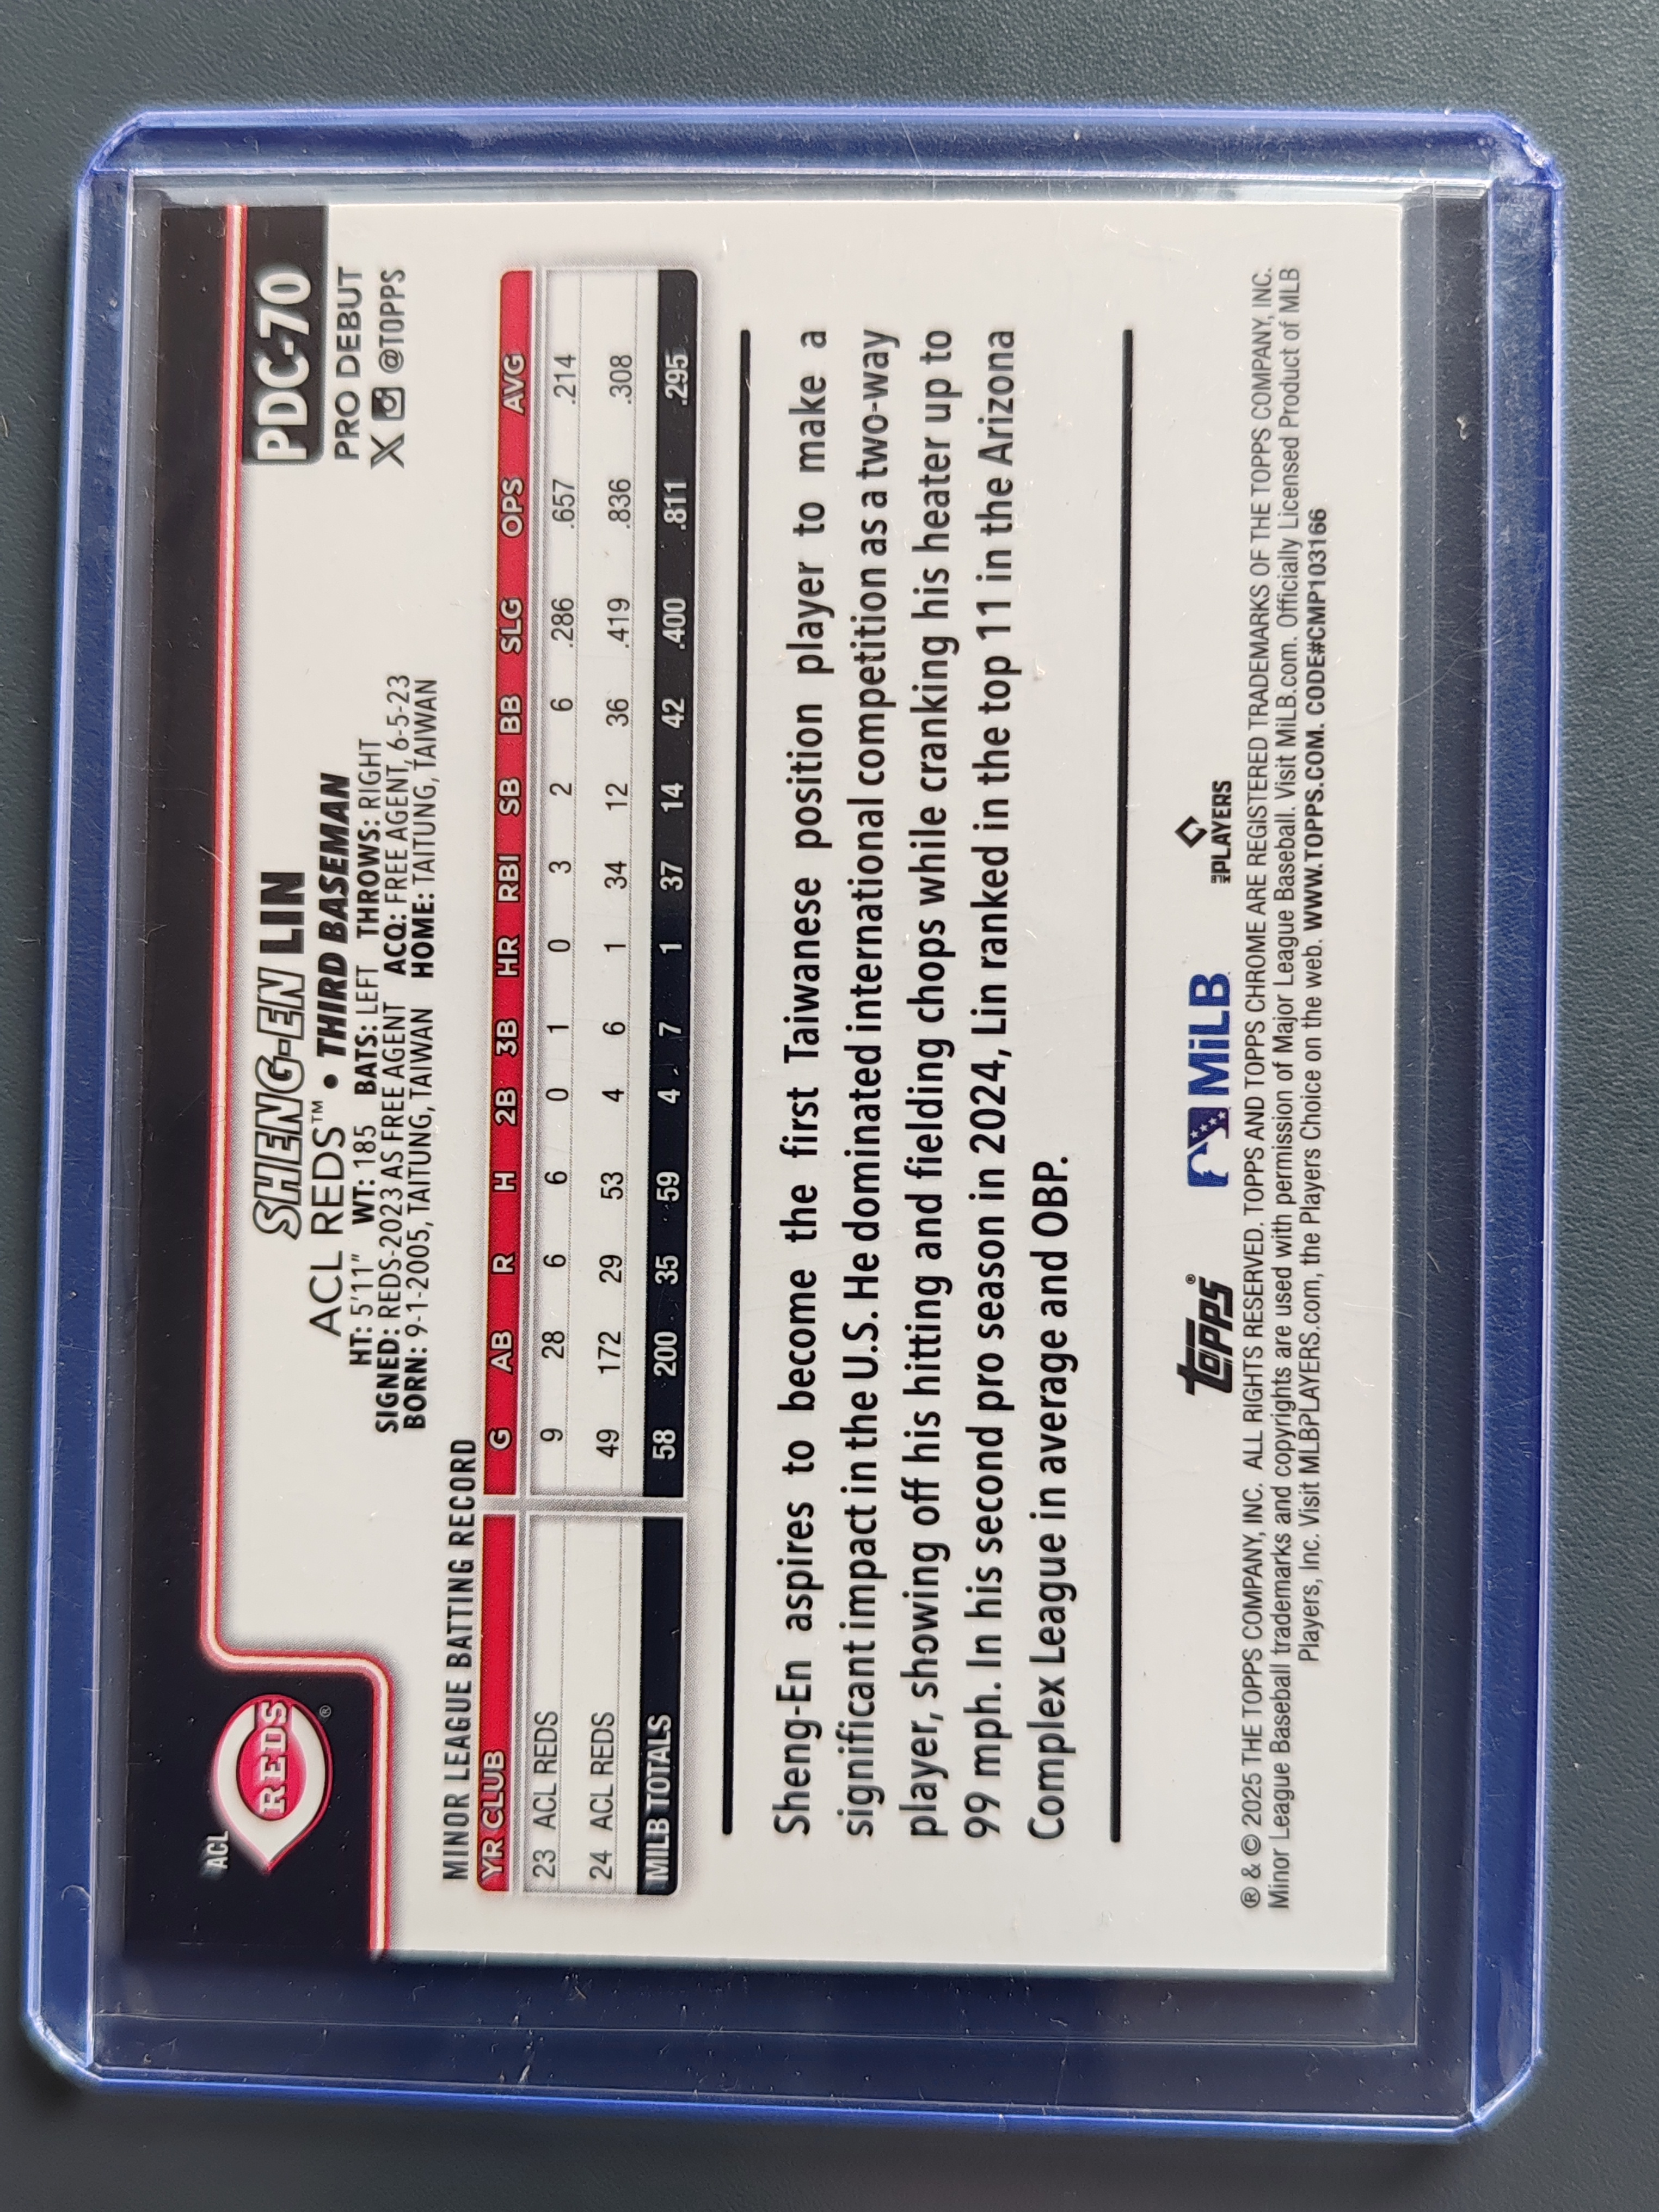 ACL
REDS®
PDC-70
PRO DEBUT
X @TOPPS
SHENG-EN LIN
ACL REDS™ • THIRD BASEMAN
HT: 5'11" WT: 185 BATS: LEFT THROWS: RIGHT
SIGNED: REDS-2023 AS FREE AGENT ACQ: FREE AGENT, 6-5-23
BORN: 9-1-2005, TAITUNG, TAIWAN HOME: TAITUNG, TAIWAN
MINOR LEAGUE BATTING RECORD
YR CLUB G AB R H 2B 3B HR RBI SB BB SLG OPS AVG
23 ACL REDS 9 28 6 6 0 1 0 3 2 6 .286 .657 .214
24 ACL REDS 49 172 29 53 4 6 1 34 12 36 .419 .836 .308
MILB TOTALS 58 200 35 59 4 7 1 37 14 42 .400 .811 .295
Sheng-En aspires to become the first Taiwanese position player to make a
significant impact in the U.S. He dominated international competition as a two-way
player, showing off his hitting and fielding chops while cranking his heater up to
99 mph. In his second pro season in 2024, Lin ranked in the top 11 in the Arizona
Complex League in average and OBP.
topps® MiLB PLAYERS
® & © 2025 THE TOPPS COMPANY, INC. ALL RIGHTS RESERVED. TOPPS AND TOPPS CHROME ARE REGISTERED TRADEMARKS OF THE TOPPS COMPANY, INC.
Minor League Baseball trademarks and copyrights are used with permission of Major League Baseball. Visit MiLB.com. Officially Licensed Product of MLB
Players, Inc. Visit MLBPLAYERS.com, the Players Choice on the web. WWW.TOPPS.COM. CODE#CMP103166